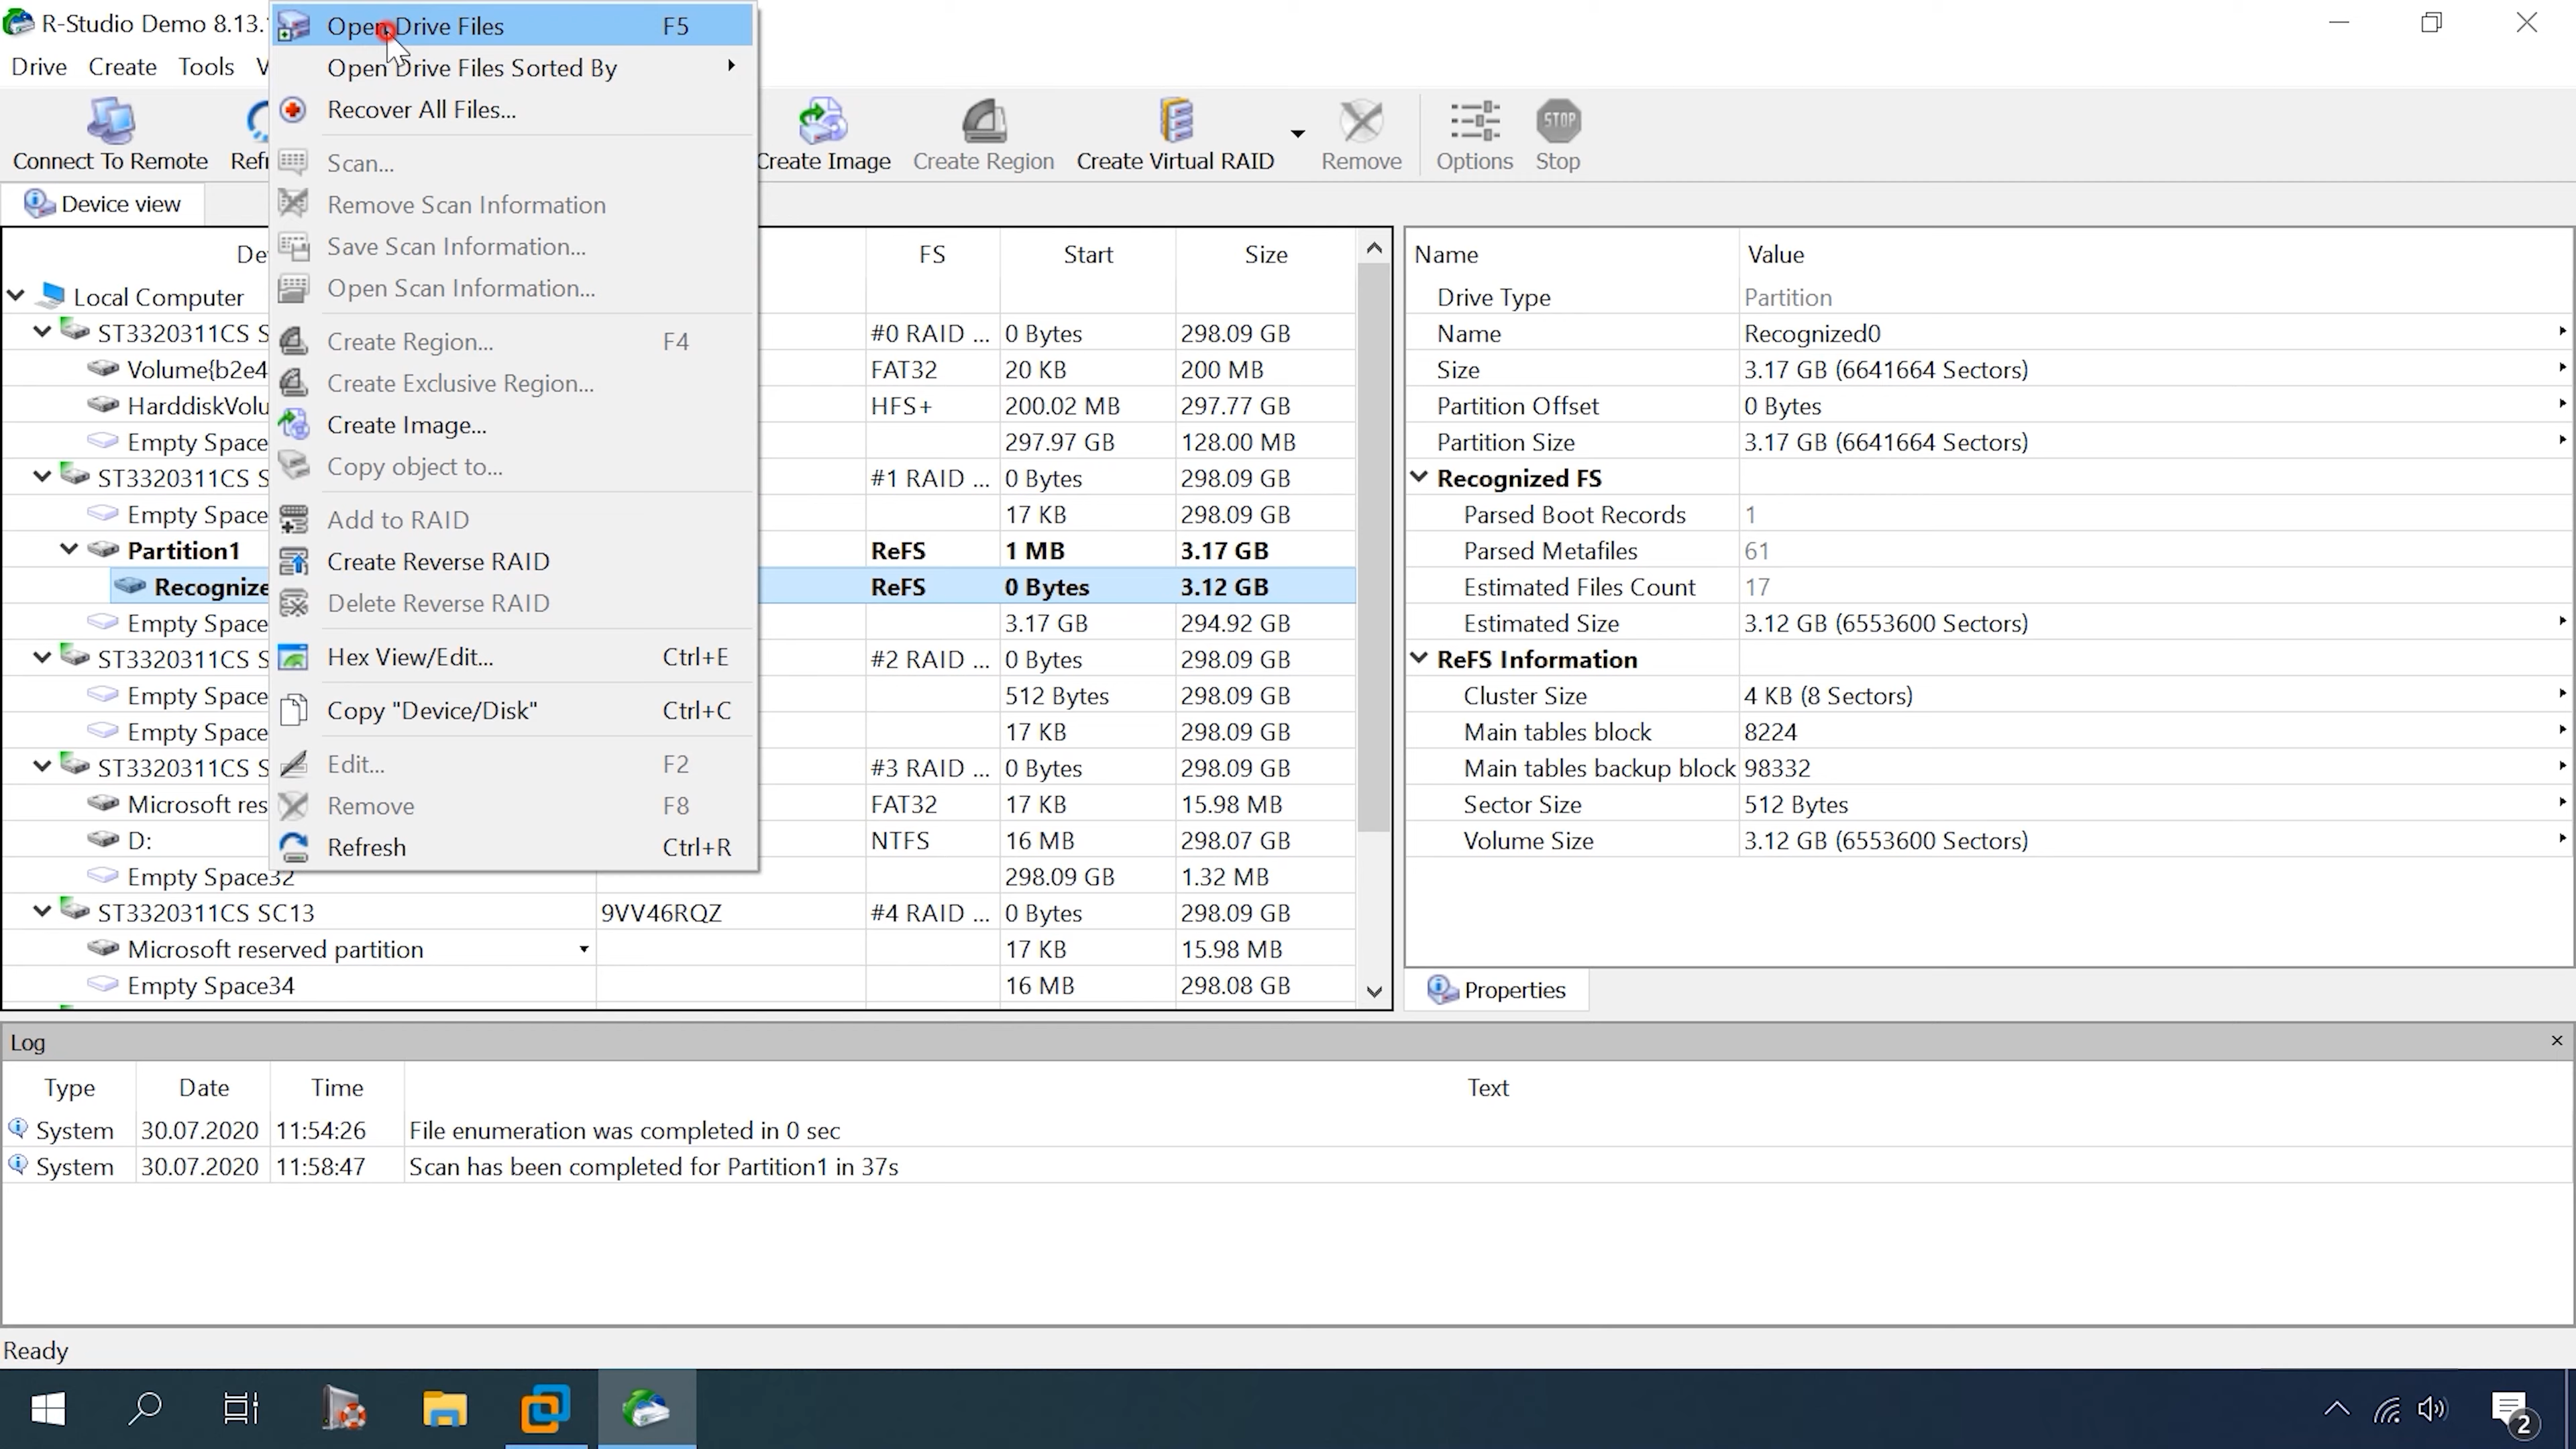 R-Studio Demo 8.13.
Drive Create Tools V
Connect To Remote Refr Create Image Create Region Create Virtual RAID Remove Options STOP Stop
Device view
Open Drive Files F5
Open Drive Files Sorted By
Recover All Files...
Scan...
Remove Scan Information
Save Scan Information...
Open Scan Information...
Create Region... F4
Create Exclusive Region...
Create Image...
Copy object to...
Add to RAID
Create Reverse RAID
Delete Reverse RAID
Hex View/Edit... Ctrl+E
Copy "Device/Disk" Ctrl+C
Edit... F2
Remove F8
Refresh Ctrl+R
De FS Start Size
Local Computer
ST3320311CS S #0 RAID ... 0 Bytes 298.09 GB
Volume{b2e4 FAT32 20 KB 200 MB
HarddiskVolu HFS+ 200.02 MB 297.77 GB
Empty Space 297.97 GB 128.00 MB
ST3320311CS S #1 RAID ... 0 Bytes 298.09 GB
Empty Space 17 KB 298.09 GB
Partition1 ReFS 1 MB 3.17 GB
Recognize ReFS 0 Bytes 3.12 GB
Empty Space 3.17 GB 294.92 GB
ST3320311CS S #2 RAID ... 0 Bytes 298.09 GB
Empty Space 512 Bytes 298.09 GB
Empty Space 17 KB 298.09 GB
ST3320311CS S #3 RAID ... 0 Bytes 298.09 GB
Microsoft res FAT32 17 KB 15.98 MB
D: NTFS 16 MB 298.07 GB
Empty Space32 298.09 GB 1.32 MB
ST3320311CS SC13 9VV46RQZ #4 RAID ... 0 Bytes 298.09 GB
Microsoft reserved partition 17 KB 15.98 MB
Empty Space34 16 MB 298.08 GB
Name Value
Drive Type Partition
Name Recognized0
Size 3.17 GB (6641664 Sectors)
Partition Offset 0 Bytes
Partition Size 3.17 GB (6641664 Sectors)
Recognized FS
Parsed Boot Records 1
Parsed Metafiles 61
Estimated Files Count 17
Estimated Size 3.12 GB (6553600 Sectors)
ReFS Information
Cluster Size 4 KB (8 Sectors)
Main tables block 8224
Main tables backup block 98332
Sector Size 512 Bytes
Volume Size 3.12 GB (6553600 Sectors)
Properties
Log
Type Date Time Text
System 30.07.2020 11:54:26 File enumeration was completed in 0 sec
System 30.07.2020 11:58:47 Scan has been completed for Partition1 in 37s
Ready
2